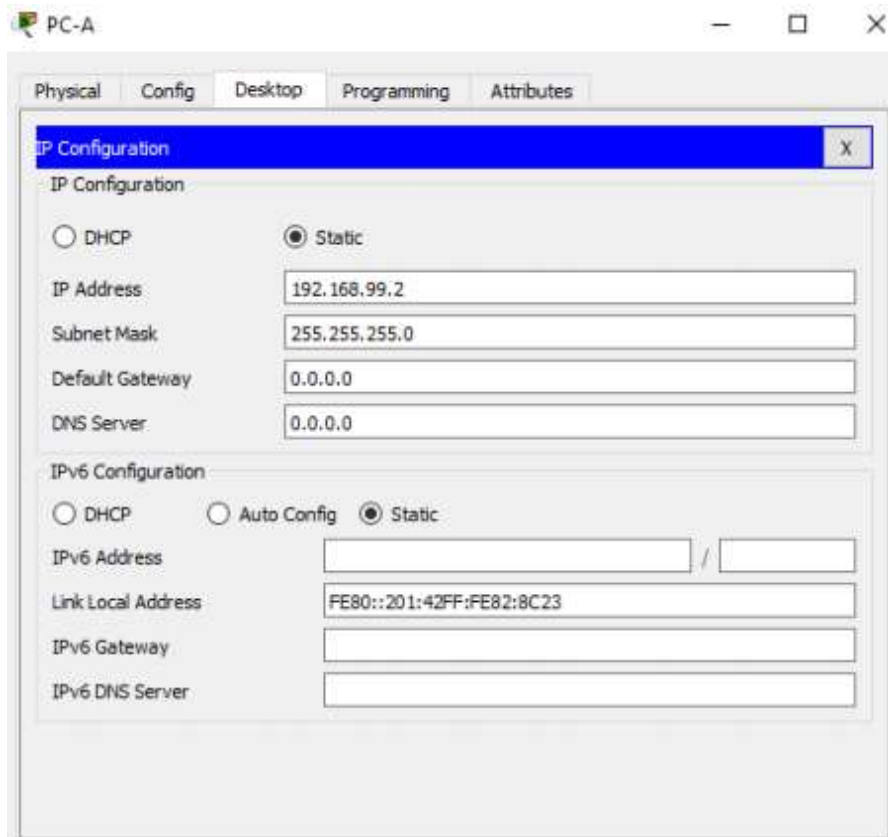 PC-A
Physical Config Desktop Programming Attributes
IP Configuration X
IP Configuration
DHCP Static
IP Address 192.168.99.2
Subnet Mask 255.255.255.0
Default Gateway 0.0.0.0
DNS Server 0.0.0.0
IPv6 Configuration
DHCP Auto Config Static
IPv6 Address /
Link Local Address FE80::201:42FF:FE82:8C23
IPv6 Gateway
IPv6 DNS Server